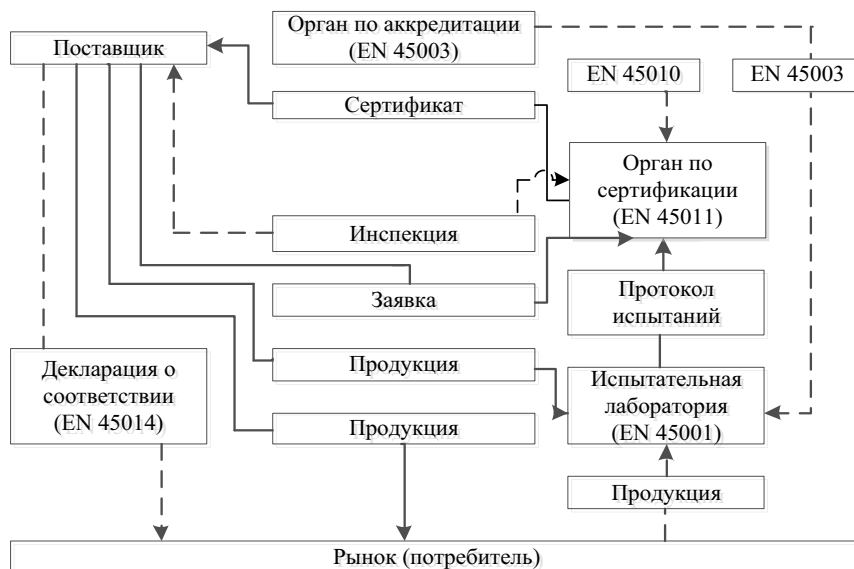 Орган по аккредитации
(EN 45003)
Поставщик
EN 45010
EN 45003
Сертификат
Орган по
сертификации
(EN 45011)
Инспекция
Заявка
Протокол
испытаний
Декларация о
соответствии
(EN 45014)
Продукция
Испытательная
лаборатория
(EN 45001)
Продукция
Продукция
Рынок (потребитель)